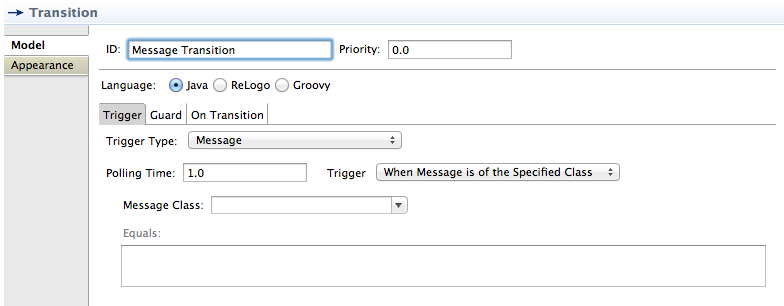 Transition
Model
Appearance
ID: Message Transition Priority: 0.0
Language: Java ReLogo Groovy
Trigger Guard On Transition
Trigger Type: Message
Polling Time: 1.0 Trigger When Message is of the Specified Class
Message Class:
Equals: